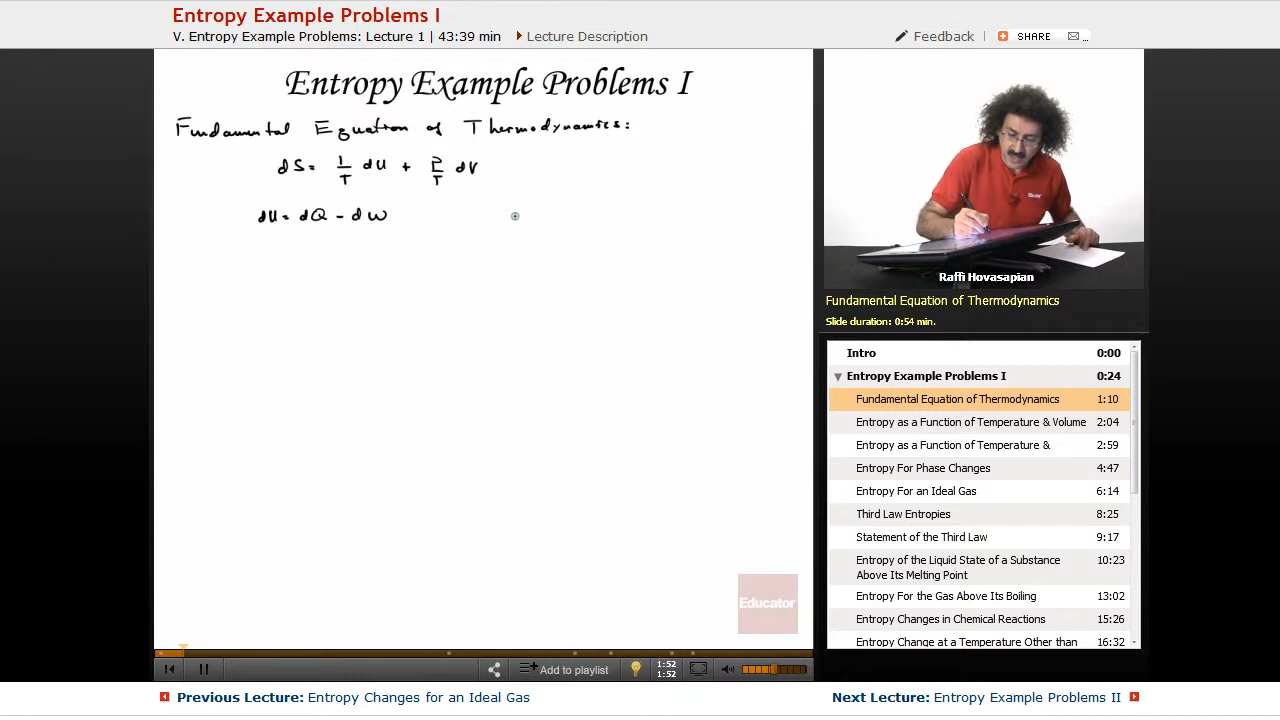 Entropy Example Problems I
V. Entropy Example Problems: Lecture 1 | 43:39 min
Lecture Description
Feedback
SHARE
Entropy Example Problems I
Fundamental Equation of Thermodynamics:
dS = 1/T dU + P/T dV
dU = dQ - dW
Educator
Raffi Hovasapian
Fundamental Equation of Thermodynamics
Slide duration: 0:54 min.
Intro 0:00
Entropy Example Problems I 0:24
Fundamental Equation of Thermodynamics 1:10
Entropy as a Function of Temperature & Volume 2:04
Entropy as a Function of Temperature & 2:59
Entropy For Phase Changes 4:47
Entropy For an Ideal Gas 6:14
Third Law Entropies 8:25
Statement of the Third Law 9:17
Entropy of the Liquid State of a Substance 10:23
Above Its Melting Point
Entropy For the Gas Above Its Boiling 13:02
Entropy Changes in Chemical Reactions 15:26
Entropy Change at a Temperature Other than 16:32
Add to playlist
1:52
1:52
Previous Lecture: Entropy Changes for an Ideal Gas
Next Lecture: Entropy Example Problems II